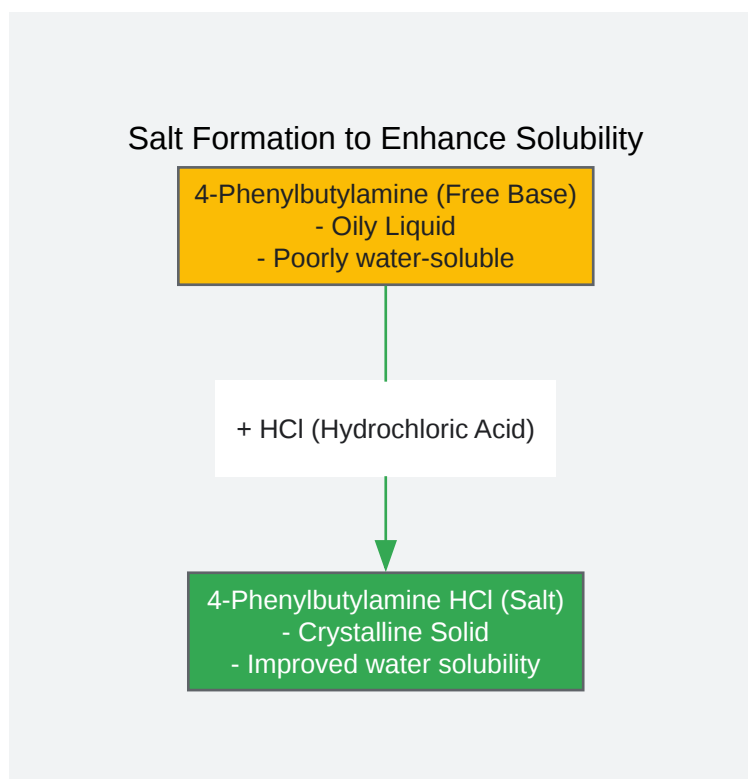 Salt Formation to Enhance Solubility
4-Phenylbutylamine (Free Base)
- Oily Liquid
- Poorly water-soluble
+ HCl (Hydrochloric Acid)
4-Phenylbutylamine HCl (Salt)
- Crystalline Solid
- Improved water solubility